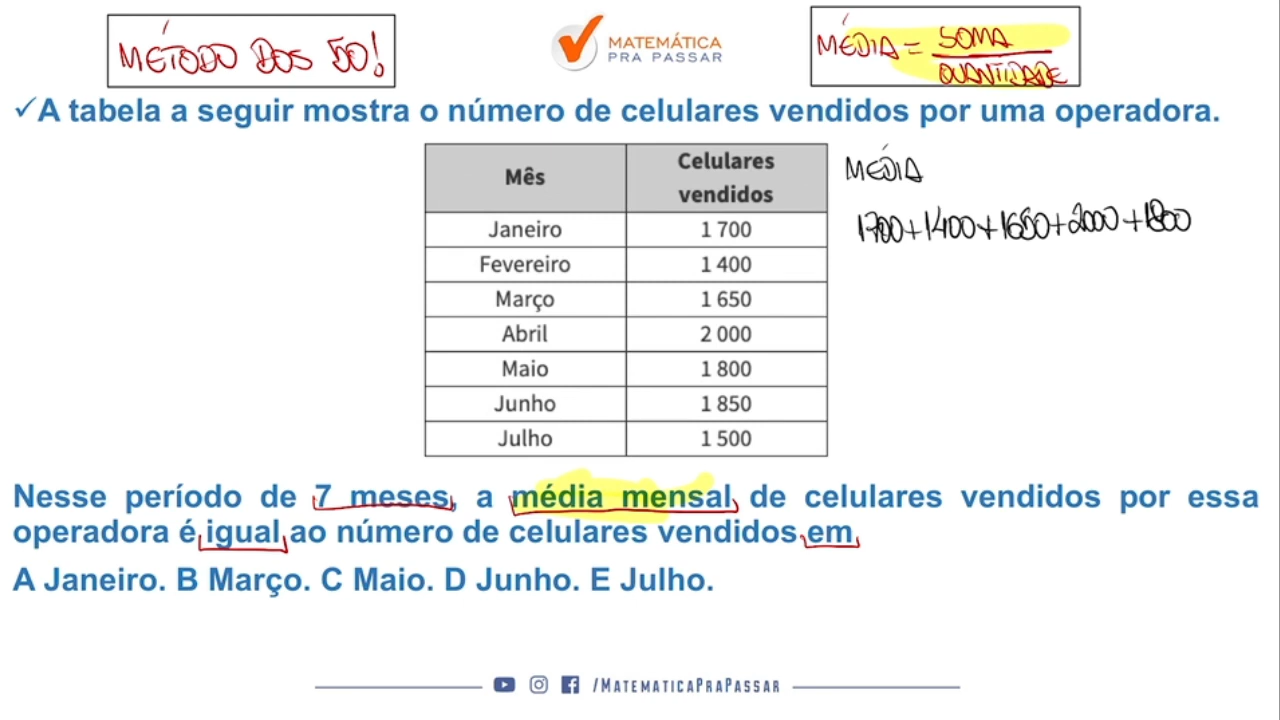 MÉTODO DOS 50!
MATEMÁTICA
PRA PASSAR
MÉDIA = SOMA
QUANTIDADE
✓A tabela a seguir mostra o número de celulares vendidos por uma operadora.
Mês Celulares vendidos
Janeiro 1 700
Fevereiro 1 400
Março 1 650
Abril 2 000
Maio 1 800
Junho 1 850
Julho 1 500
MÉDIA
1700+1400+1650+2000+1800
Nesse período de 7 meses, a média mensal de celulares vendidos por essa
operadora é igual ao número de celulares vendidos em
A Janeiro. B Março. C Maio. D Junho. E Julho.
/MATEMATICAPRAPASSAR